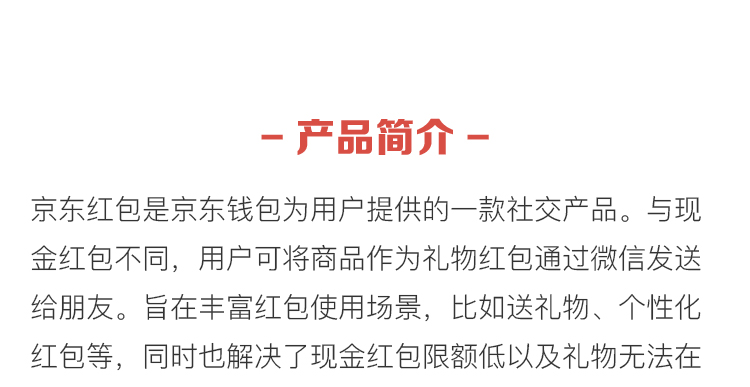 – 产品简介 –
京东红包是京东钱包为用户提供的一款社交产品。与现
金红包不同，用户可将商品作为礼物红包通过微信发送
给朋友。旨在丰富红包使用场景，比如送礼物、个性化
红包等，同时也解决了现金红包限额低以及礼物无法在